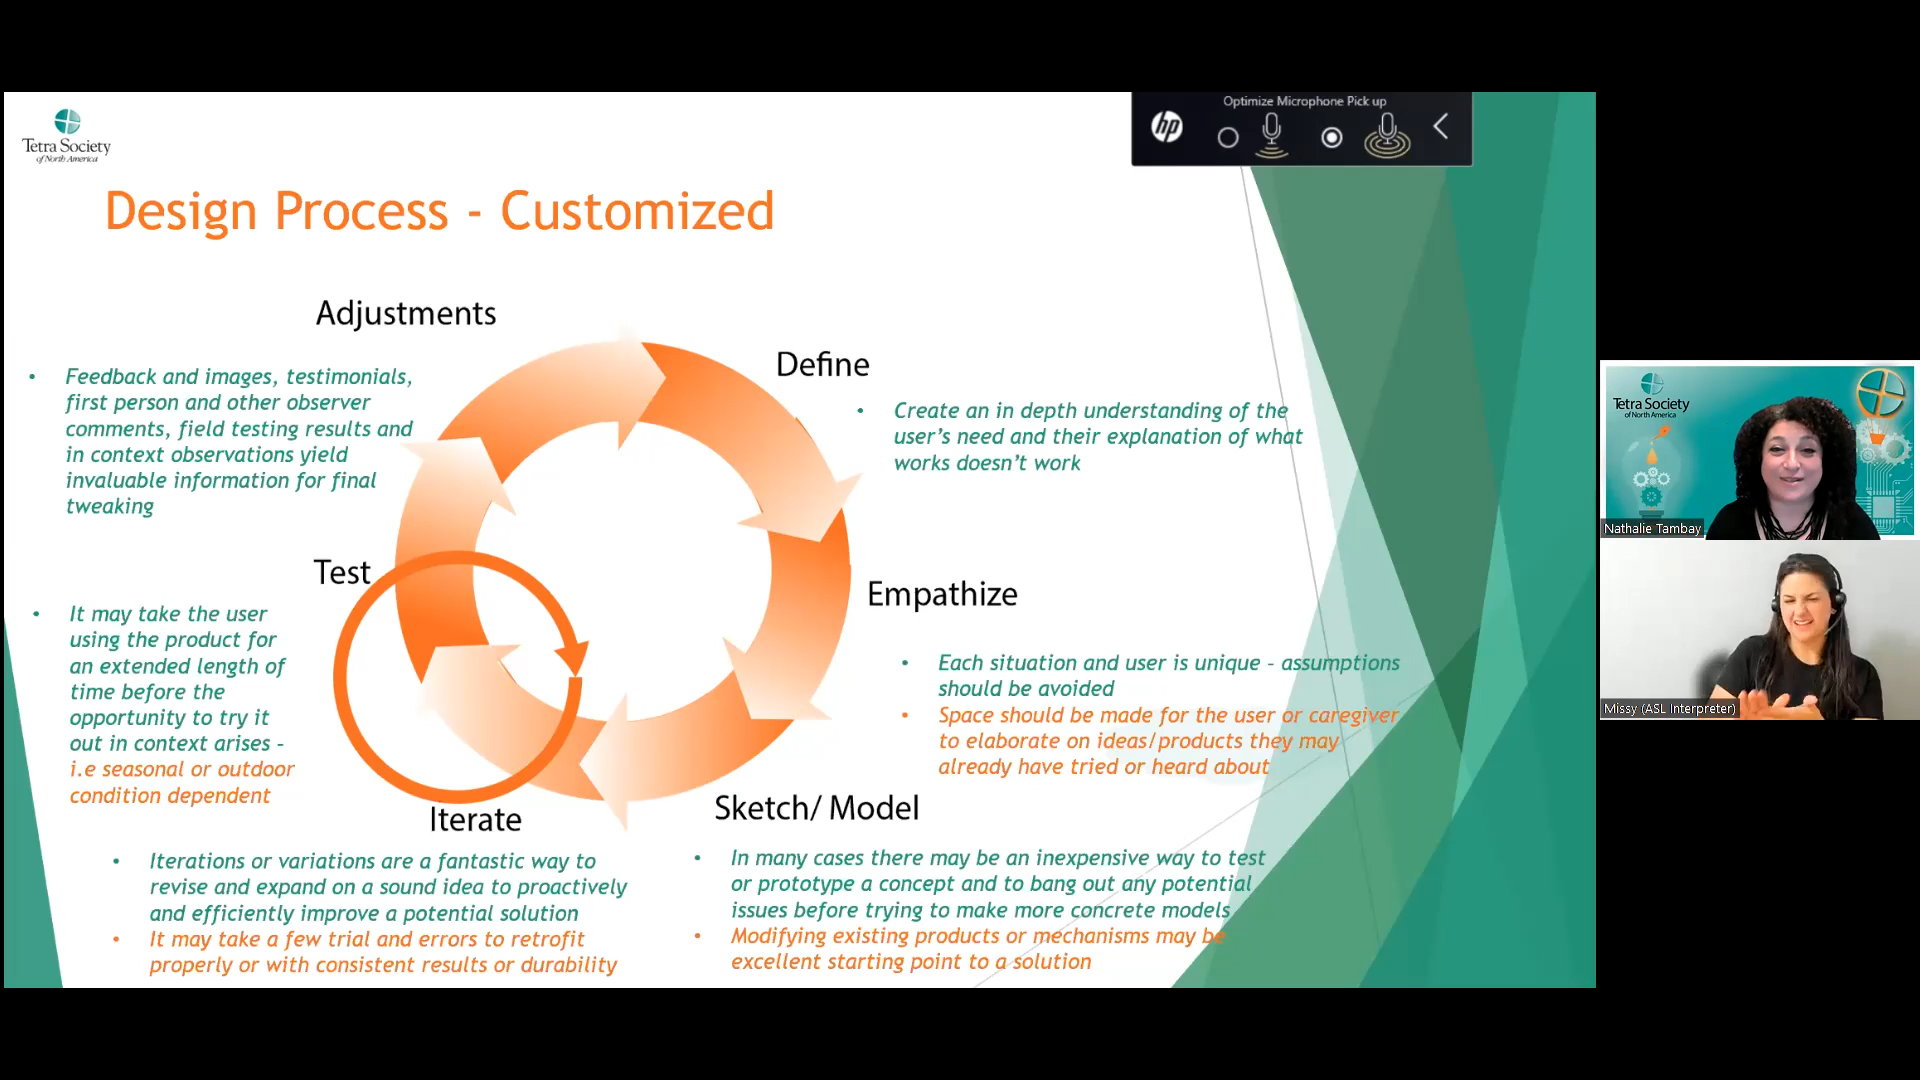 Tetra Society
of North America
Optimize Microphone Pick up
hp
Design Process - Customized
Adjustments
• Feedback and images, testimonials,
first person and other observer
comments, field testing results and
in context observations yield
invaluable information for final
tweaking
Define
• Create an in depth understanding of the
user's need and their explanation of what
works doesn't work
Test
• It may take the user
using the product for
an extended length of
time before the
opportunity to try it
out in context arises –
i.e seasonal or outdoor
condition dependent
Empathize
• Each situation and user is unique – assumptions
should be avoided
• Space should be made for the user or caregiver
to elaborate on ideas/products they may
already have tried or heard about
Iterate
• Iterations or variations are a fantastic way to
revise and expand on a sound idea to proactively
and efficiently improve a potential solution
• It may take a few trial and errors to retrofit
properly or with consistent results or durability
Sketch/ Model
• In many cases there may be an inexpensive way to test
or prototype a concept and to bang out any potential
issues before trying to make more concrete models
• Modifying existing products or mechanisms may be
excellent starting point to a solution
Tetra Society
of North America
Nathalie Tambay
Missy (ASL Interpreter)